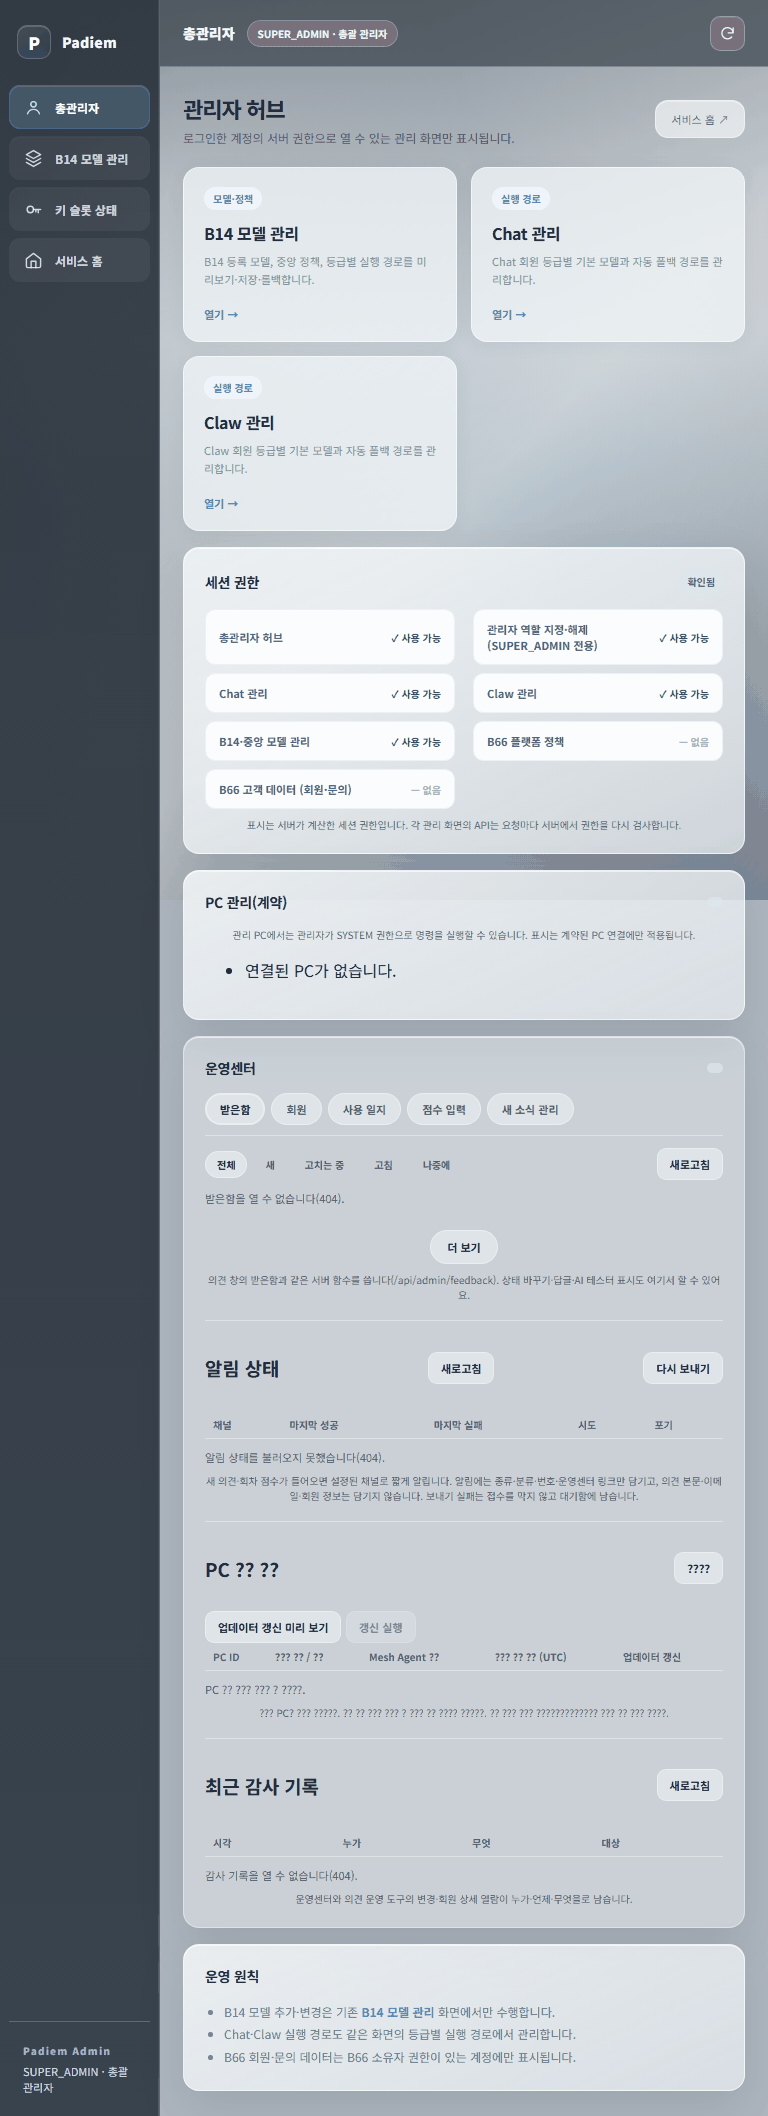 P Padiem
총관리자
B14 모델 관리
키 슬롯 상태
서비스 홈
총관리자 SUPER_ADMIN · 총괄 관리자
관리자 허브
로그인한 계정의 서버 권한으로 열 수 있는 관리 화면만 표시됩니다.
서비스 홈 ↗
모델·정책
B14 모델 관리
B14 등록 모델, 중앙 정책, 등급별 실행 경로를 미
리보기·저장·롤백합니다.
열기 →
실행 경로
Chat 관리
Chat 회원 등급별 기본 모델과 자동 폴백 경로를 관
리합니다.
열기 →
실행 경로
Claw 관리
Claw 회원 등급별 기본 모델과 자동 폴백 경로를 관
리합니다.
열기 →
세션 권한 확인됨
총관리자 허브 ✓ 사용 가능
관리자 역할 지정·해제
(SUPER_ADMIN 전용) ✓ 사용 가능
Chat 관리 ✓ 사용 가능
Claw 관리 ✓ 사용 가능
B14·중앙 모델 관리 ✓ 사용 가능
B66 플랫폼 정책 — 없음
B66 고객 데이터 (회원·문의) — 없음
표시는 서버가 계산한 세션 권한입니다. 각 관리 화면의 API는 요청마다 서버에서 권한을 다시 검사합니다.
PC 관리(계약)
관리 PC에서는 관리자가 SYSTEM 권한으로 명령을 실행할 수 있습니다. 표시는 계약된 PC 연결에만 적용됩니다.
• 연결된 PC가 없습니다.
운영센터
받은함 회원 사용 일지 점수 입력 새 소식 관리
전체 새 고치는 중 고침 나중에 새로고침
받은함을 열 수 없습니다(404).
더 보기
의견 창의 받은함과 같은 서버 함수를 씁니다(/api/admin/feedback). 상태 바꾸기·답글·AI 테스터 표시도 여기서 할 수 있어
요.
알림 상태 새로고침 다시 보내기
채널 마지막 성공 마지막 실패 시도 포기
알림 상태를 불러오지 못했습니다(404).
새 의견·회차 점수가 들어오면 설정된 채널로 짧게 알립니다. 알림에는 종류·분류·번호·운영센터 링크만 담기고, 의견 본문·이메
일·회원 정보는 담기지 않습니다. 보내기 실패는 접수를 막지 않고 대기함에 남습니다.
PC ?? ?? ????
업데이터 갱신 미리 보기 갱신 실행
PC ID ??? ?? / ?? Mesh Agent ?? ??? ?? ?? (UTC) 업데이터 갱신
PC ?? ??? ??? ? ????.
??? PC? ??? ?????. ?? ?? ??? ??? ? ??? ?? ???? ?????. ?? ??? ??? ????????????? ??? ?? ??? ????.
최근 감사 기록 새로고침
시각 누가 무엇 대상
감사 기록을 열 수 없습니다(404).
운영센터와 의견 운영 도구의 변경·회원 상세 열람이 누가·언제·무엇을로 남습니다.
운영 원칙
• B14 모델 추가·변경은 기존 B14 모델 관리 화면에서만 수행합니다.
• Chat·Claw 실행 경로도 같은 화면의 등급별 실행 경로에서 관리합니다.
• B66 회원·문의 데이터는 B66 소유자 권한이 있는 계정에만 표시됩니다.
Padiem Admin
SUPER_ADMIN · 총괄
관리자